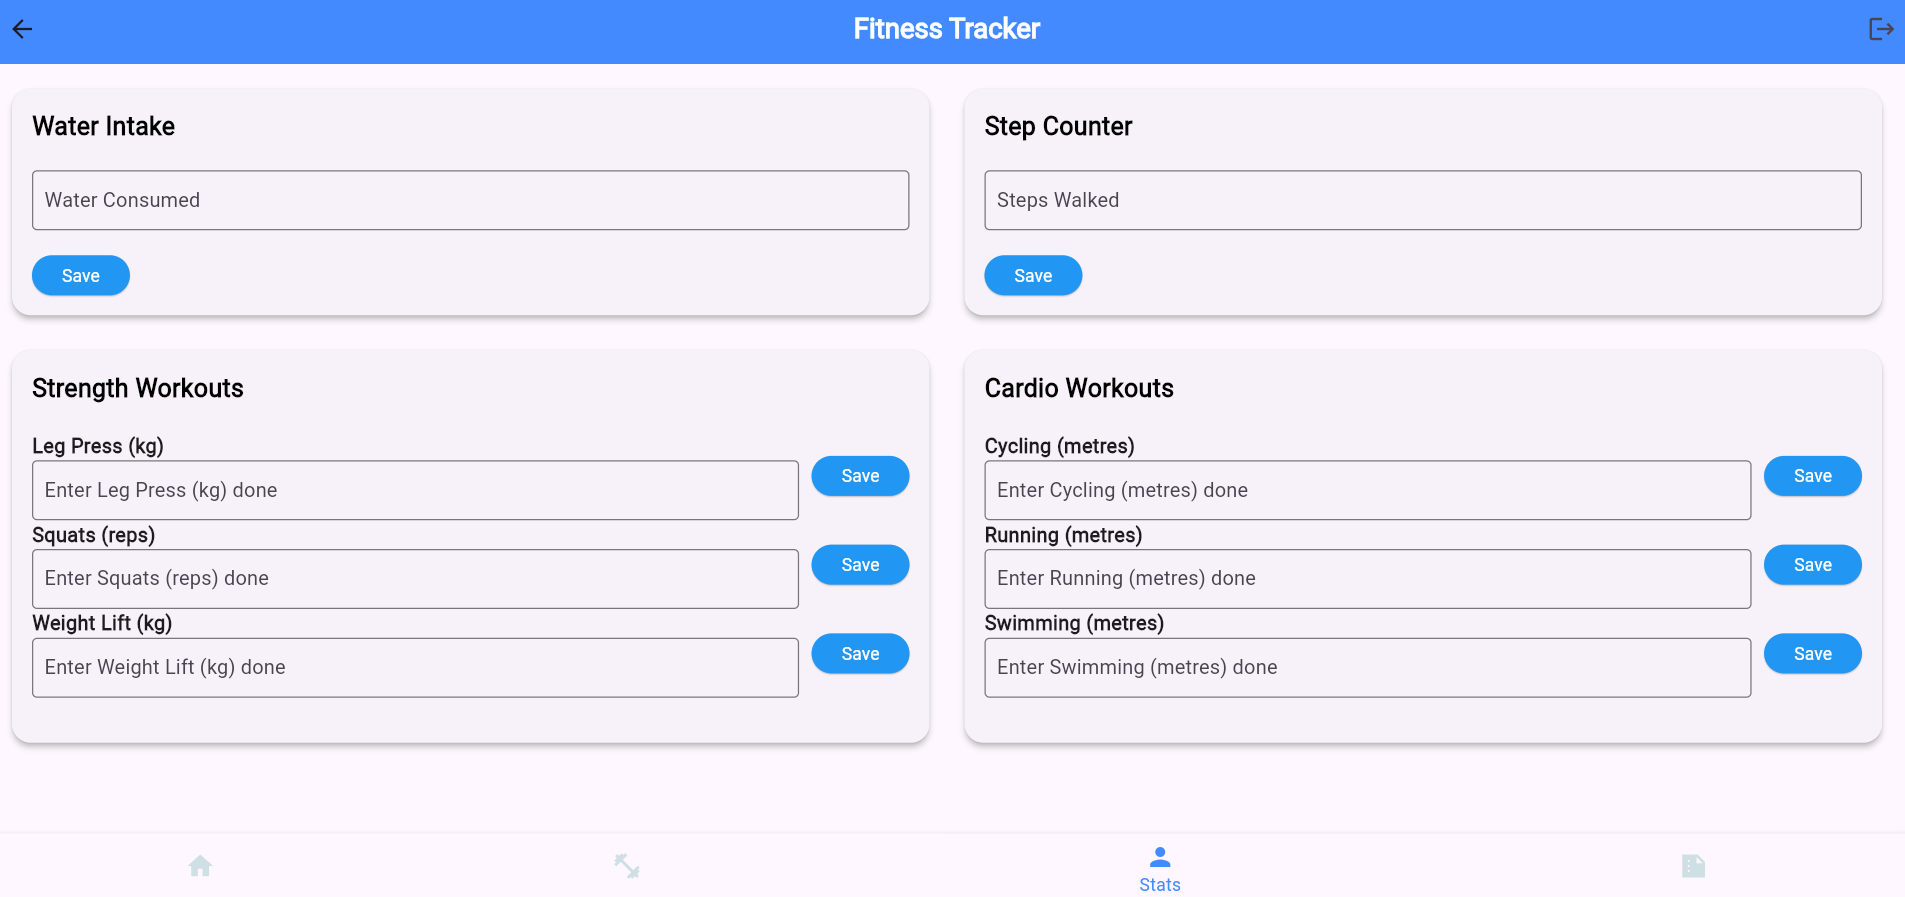 Fitness Tracker
Water Intake
Water Consumed
Save
Step Counter
Steps Walked
Save
Strength Workouts
Leg Press (kg)
Enter Leg Press (kg) done
Save
Squats (reps)
Enter Squats (reps) done
Save
Weight Lift (kg)
Enter Weight Lift (kg) done
Save
Cardio Workouts
Cycling (metres)
Enter Cycling (metres) done
Save
Running (metres)
Enter Running (metres) done
Save
Swimming (metres)
Enter Swimming (metres) done
Save
Stats